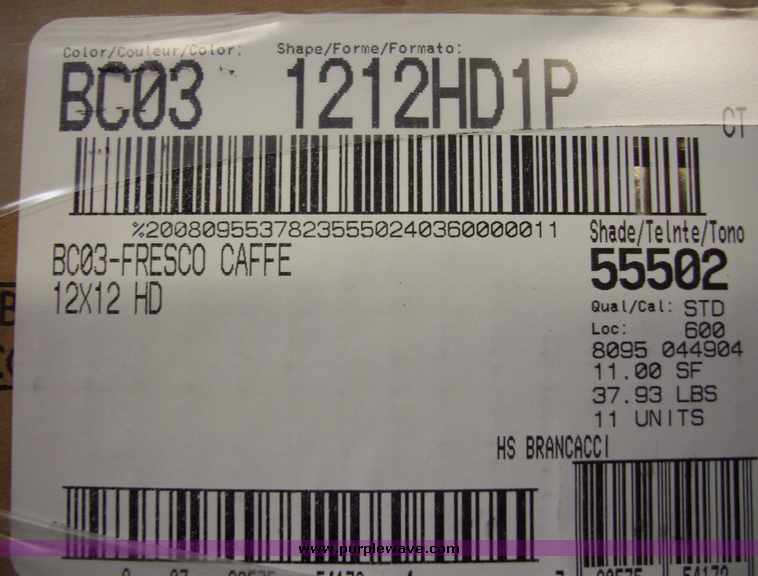 Color/Couleur/Color: Shape/Forme/Formato:
BC03 1212HD1P
CT
%2008095537823555024036000001 1
BC03-FRESCO CAFFE
12X12 HD
Shade/Telnte/Tono
55502
Qual/Cal: STD
Loc: 600
8095 044904
11.00 SF
37.93 LBS
11 UNITS
HS BRANCACCI
www.purplewave.com